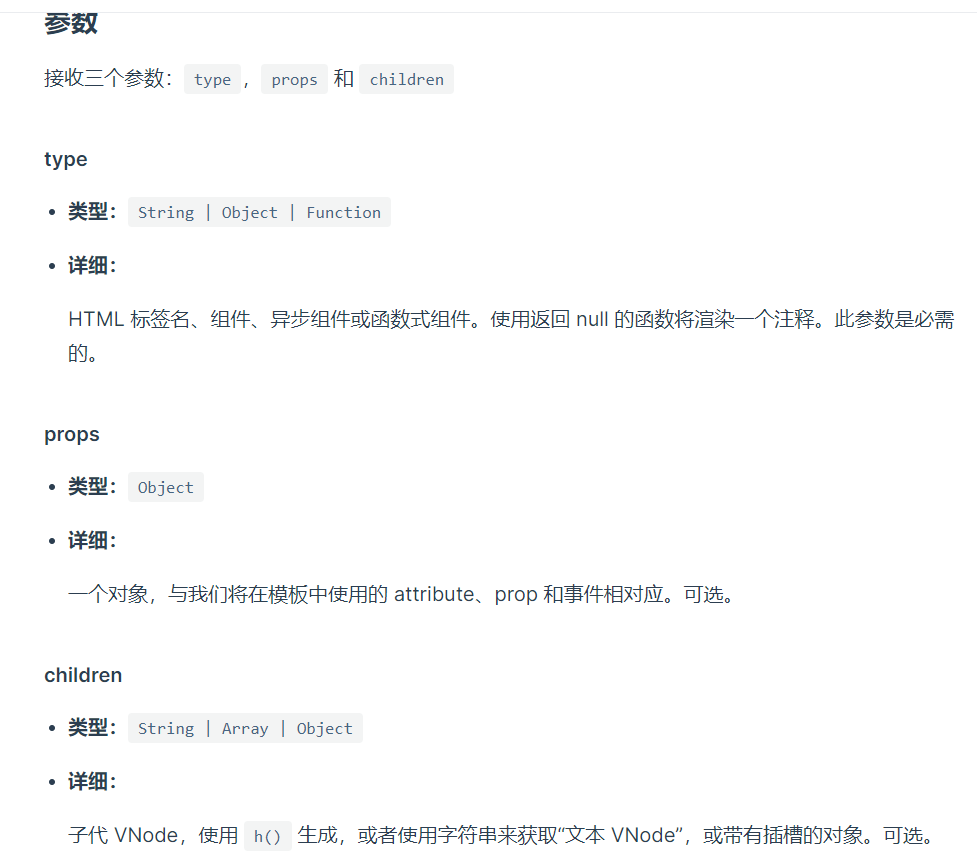 参数
接收三个参数：type，props 和 children
type
• 类型：String | Object | Function
• 详细：
HTML 标签名、组件、异步组件或函数式组件。使用返回 null 的函数将渲染一个注释。此参数是必需
的。
props
• 类型：Object
• 详细：
一个对象，与我们将在模板中使用的 attribute、prop 和事件相对应。可选。
children
• 类型：String | Array | Object
• 详细：
子代 VNode，使用 h() 生成，或者使用字符串来获取“文本 VNode”，或带有插槽的对象。可选。